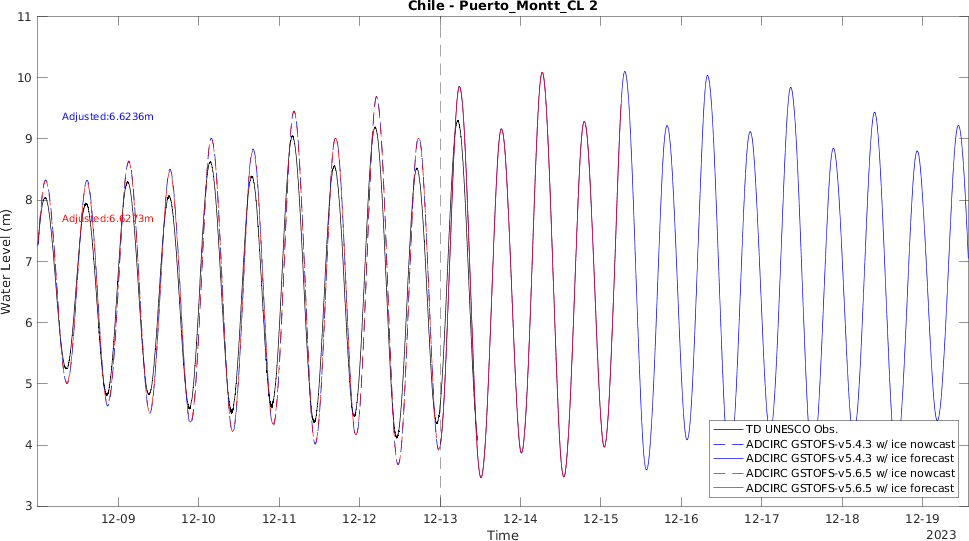 Chile - Puerto_Montt_CL 2
11
10
9
8
7
6
5
4
3
Water Level (m)
Adjusted:6.6236m
Adjusted:6.6273m
TD UNESCO Obs.
ADCIRC GSTOFS-v5.4.3 w/ ice nowcast
ADCIRC GSTOFS-v5.4.3 w/ ice forecast
ADCIRC GSTOFS-v5.6.5 w/ ice nowcast
ADCIRC GSTOFS-v5.6.5 w/ ice forecast
12-09 12-10 12-11 12-12 12-13 12-14 12-15 12-16 12-17 12-18 12-19
Time
2023